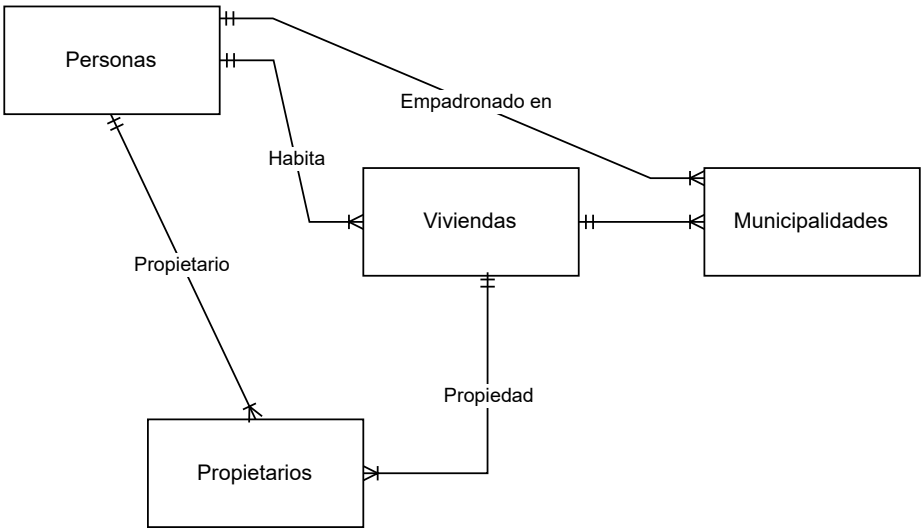 Personas
Empadronado en
Habita
Viviendas
Municipalidades
Propietario
Propiedad
Propietarios